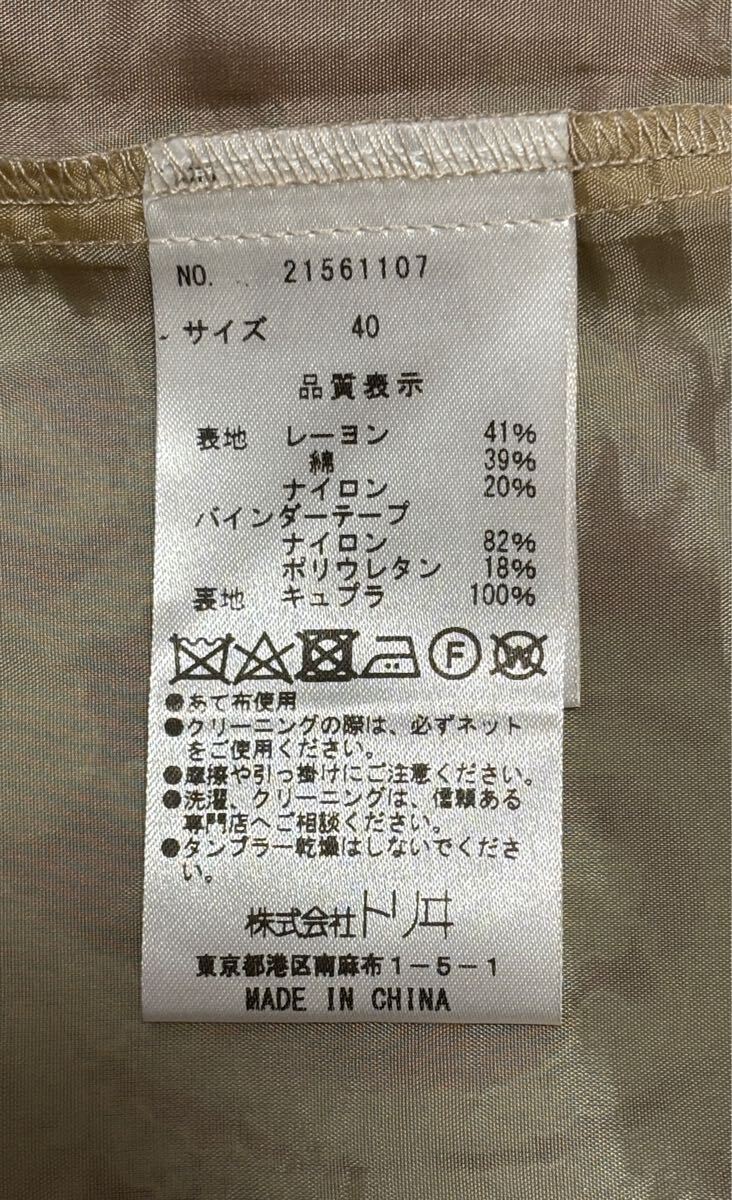 NO. 21561107
サイズ 40
品質表示
表地 レーヨン 41%
綿 39%
ナイロン 20%
バインダーテープ
ナイロン 82%
ポリウレタン 18%
裏地 キュプラ 100%
F W
●あて布使用
●クリーニングの際は、必ずネット
をご使用ください。
●摩擦や引っ掛けにご注意ください。
●洗濯、クリーニングは、信頼ある
専門店へご相談ください。
●タンブラー乾燥はしないでくださ
い。
株式会社トリヰ
東京都港区南麻布1-5-1
MADE IN CHINA